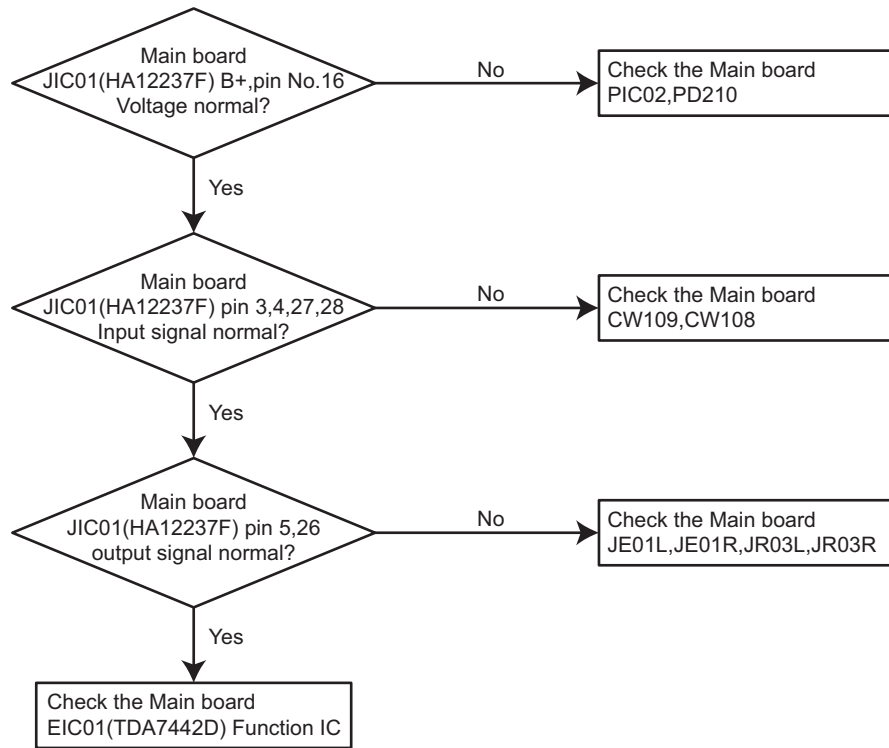 Main board
JIC01(HA12237F) B+,pin No.16
Voltage normal?
No
Check the Main board
PIC02,PD210
Yes
Main board
JIC01(HA12237F) pin 3,4,27,28
Input signal normal?
No
Check the Main board
CW109,CW108
Yes
Main board
JIC01(HA12237F) pin 5,26
output signal normal?
No
Check the Main board
JE01L,JE01R,JR03L,JR03R
Yes
Check the Main board
EIC01(TDA7442D) Function IC